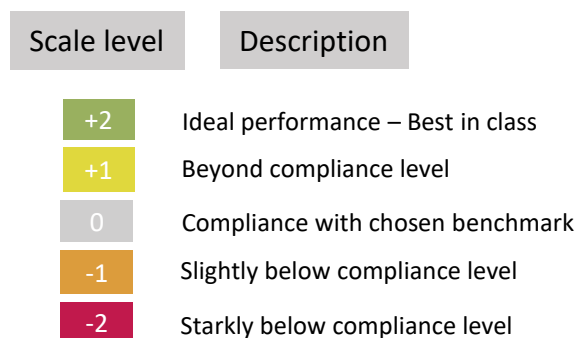 Scale level Description
+2 Ideal performance – Best in class
+1 Beyond compliance level
0 Compliance with chosen benchmark
-1 Slightly below compliance level
-2 Starkly below compliance level